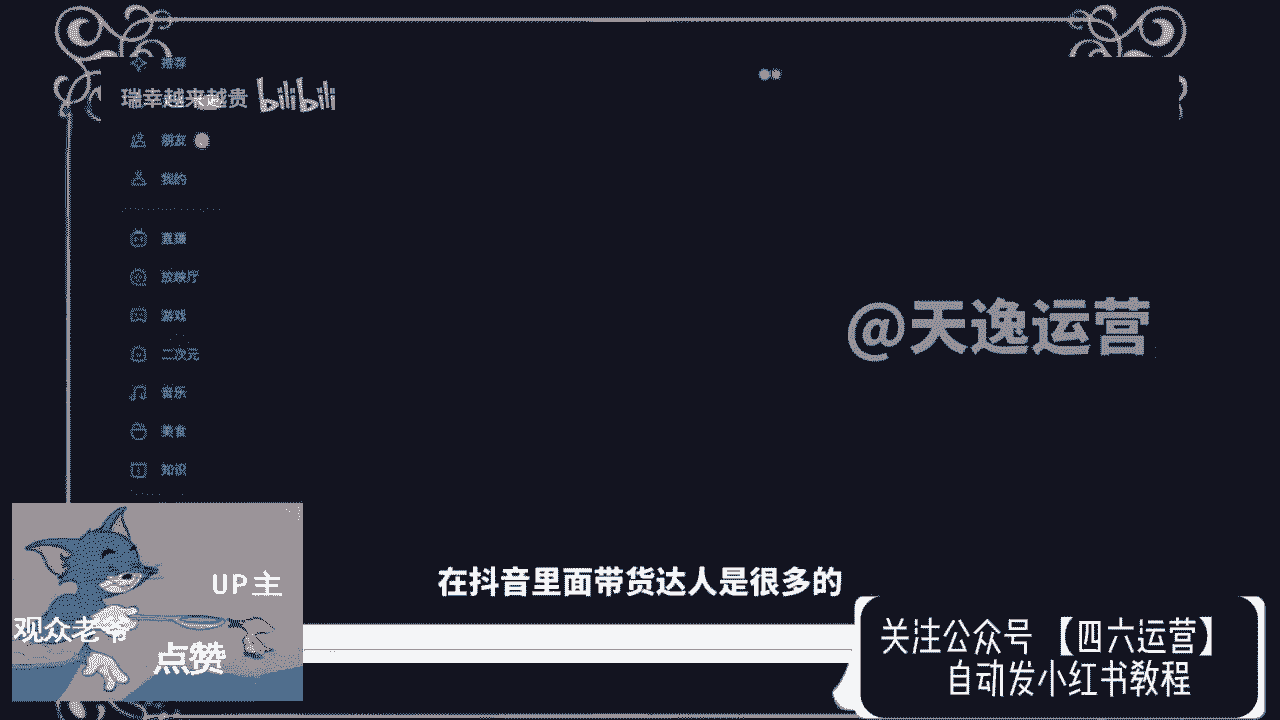 推荐
瑞幸越来越贵 bilibili
朋友
我的
直播
放映厅
游戏
二次元
音乐
美食
知识
@天逸运营
UP主
观众老爷
点赞
在抖音里面带货达人是很多的
关注公众号【四六运营】
自动发小红书教程